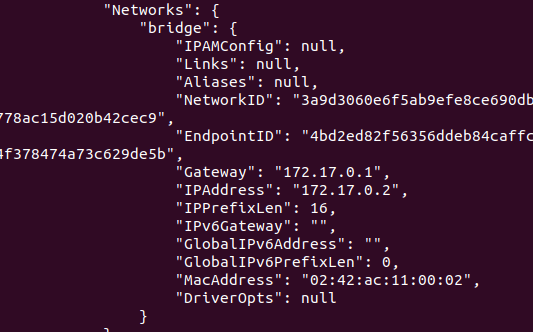 "Networks": {
"bridge": {
"IPAMConfig": null,
"Links": null,
"Aliases": null,
"NetworkID": "3a9d3060e6f5ab9efe8ce690db
778ac15d020b42cec9",
"EndpointID": "4bd2ed82f56356ddeb84caffc
4f378474a73c629de5b",
"Gateway": "172.17.0.1",
"IPAddress": "172.17.0.2",
"IPPrefixLen": 16,
"IPv6Gateway": "",
"GlobalIPv6Address": "",
"GlobalIPv6PrefixLen": 0,
"MacAddress": "02:42:ac:11:00:02",
"DriverOpts": null
}
}